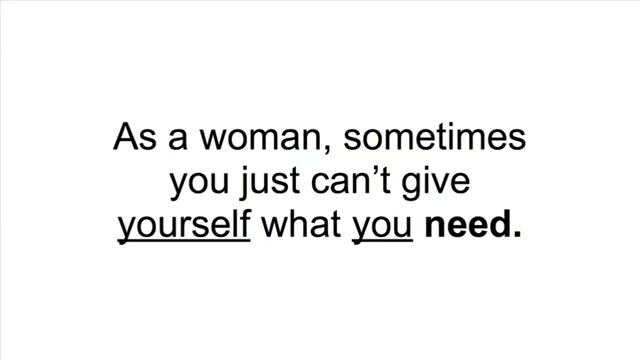 As a woman, sometimes
you just can’t give
yourself what you need.